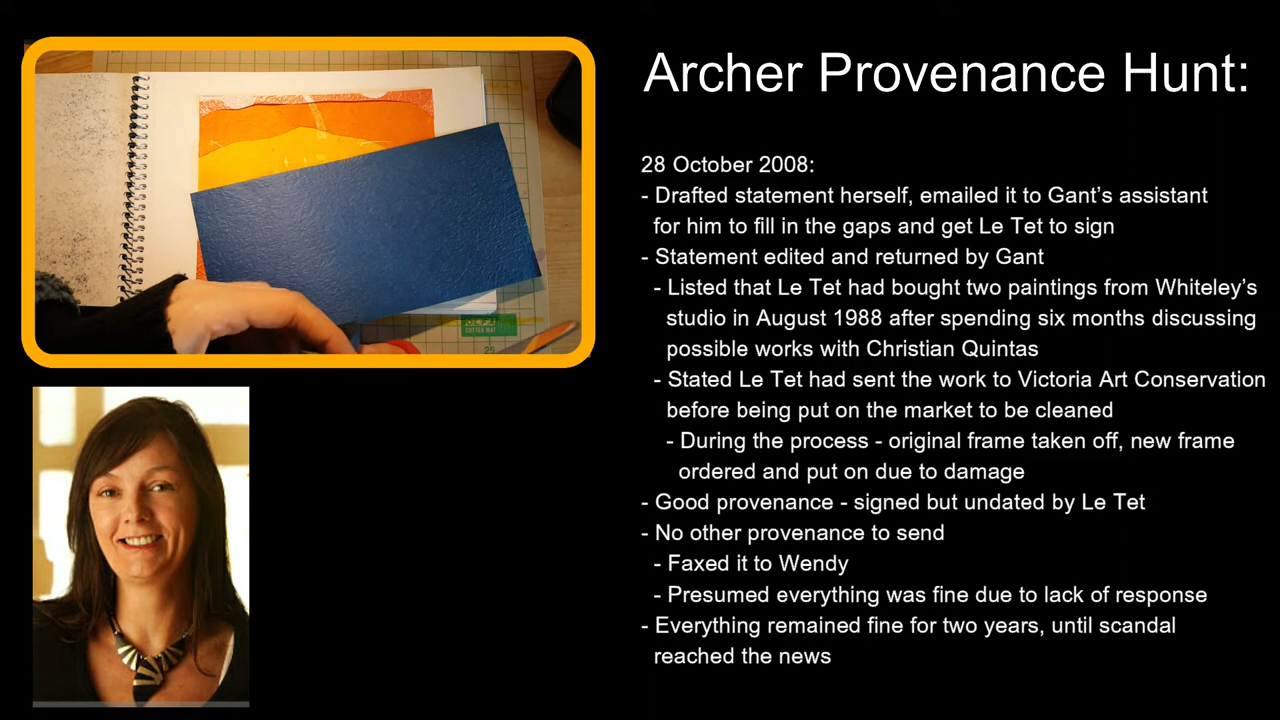 Archer Provenance Hunt:
28 October 2008:
- Drafted statement herself, emailed it to Gant’s assistant
for him to fill in the gaps and get Le Tet to sign
- Statement edited and returned by Gant
- Listed that Le Tet had bought two paintings from Whiteley’s
studio in August 1988 after spending six months discussing
possible works with Christian Quintas
- Stated Le Tet had sent the work to Victoria Art Conservation
before being put on the market to be cleaned
- During the process - original frame taken off, new frame
ordered and put on due to damage
- Good provenance - signed but undated by Le Tet
- No other provenance to send
- Faxed it to Wendy
- Presumed everything was fine due to lack of response
- Everything remained fine for two years, until scandal
reached the news
OLFA
CUTTER MAT
25